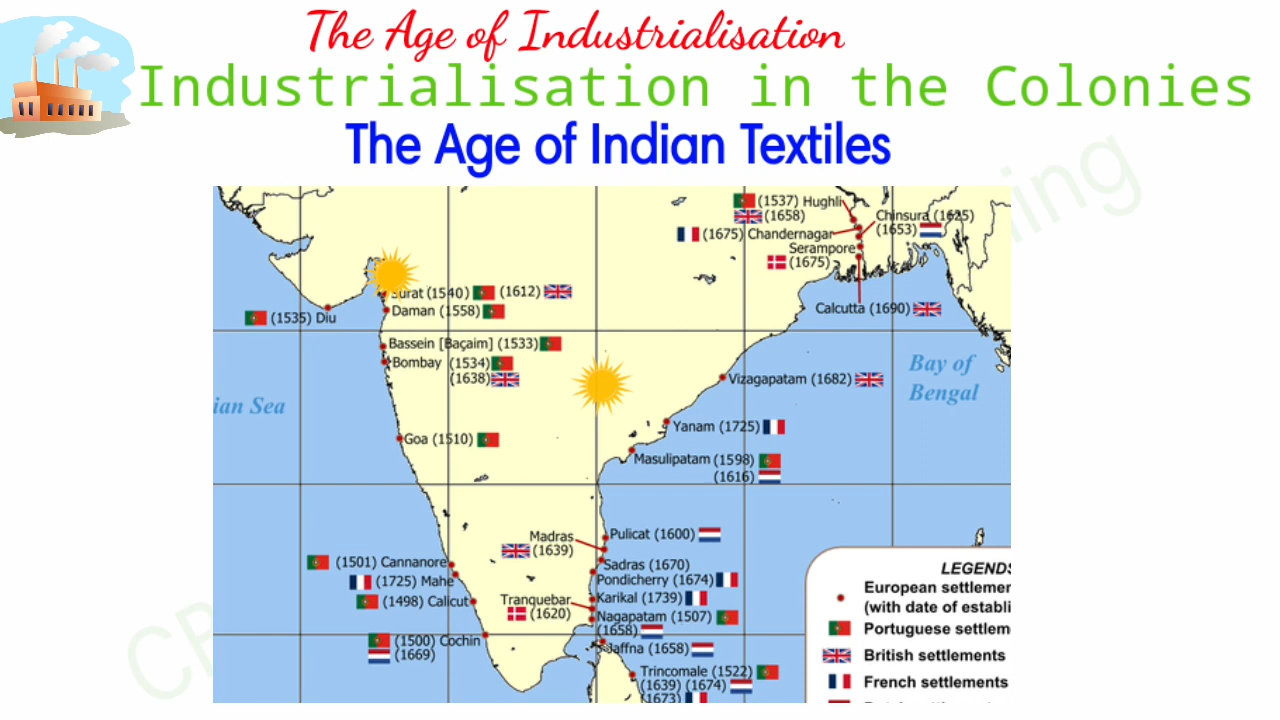 The Age of Industrialisation
Industrialisation in the Colonies
The Age of Indian Textiles
(1537) Hughli
(1658)
Chinsura (1625)
(1653)
(1675) Chandernagar
Serampore
(1675)
Calcutta (1690)
Surat (1540)
(1612)
Daman (1558)
(1535) Diu
Bassein [Baçaim] (1533)
Bombay (1534)
(1638)
Bay of
Bengal
Vizagapatam (1682)
ian Sea
Yanam (1725)
Goa (1510)
Masulipatam (1598)
(1616)
Madras
(1639)
Pulicat (1600)
(1501) Cannanore
Sadras (1670)
(1725) Mahe
Pondicherry (1674)
(1498) Calicut
Tranquebar
(1620)
Karikal (1739)
Nagapatam (1507)
(1658)
(1500) Cochin
(1669)
Jaffna (1658)
Trincomale (1522)
(1639) (1674)
(1673)
LEGENDS
European settlemer
(with date of establi
Portuguese settlem
British settlements
French settlements